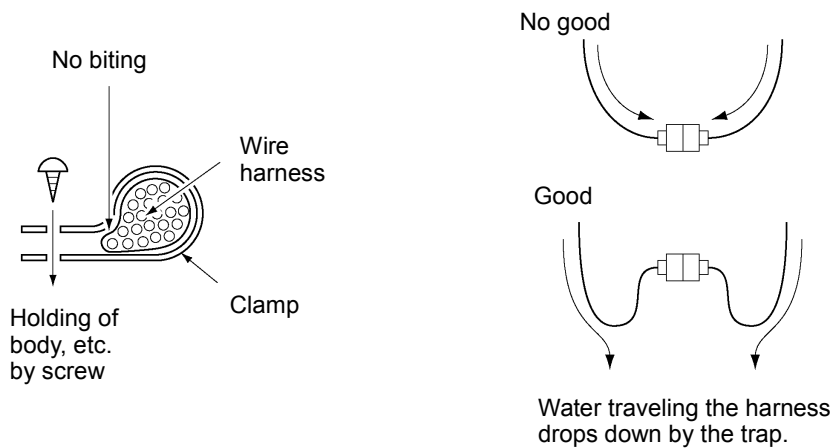 No biting
Wire
harness
Clamp
Holding of
body, etc.
by screw
No good
Good
Water traveling the harness
drops down by the trap.